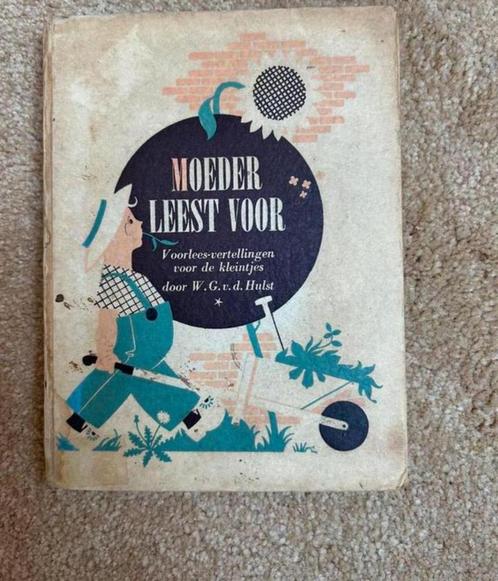 MOEDER
LEEST VOOR
Voorlees-vertellingen
voor de kleintjes
door W. G. v. d. Hulst